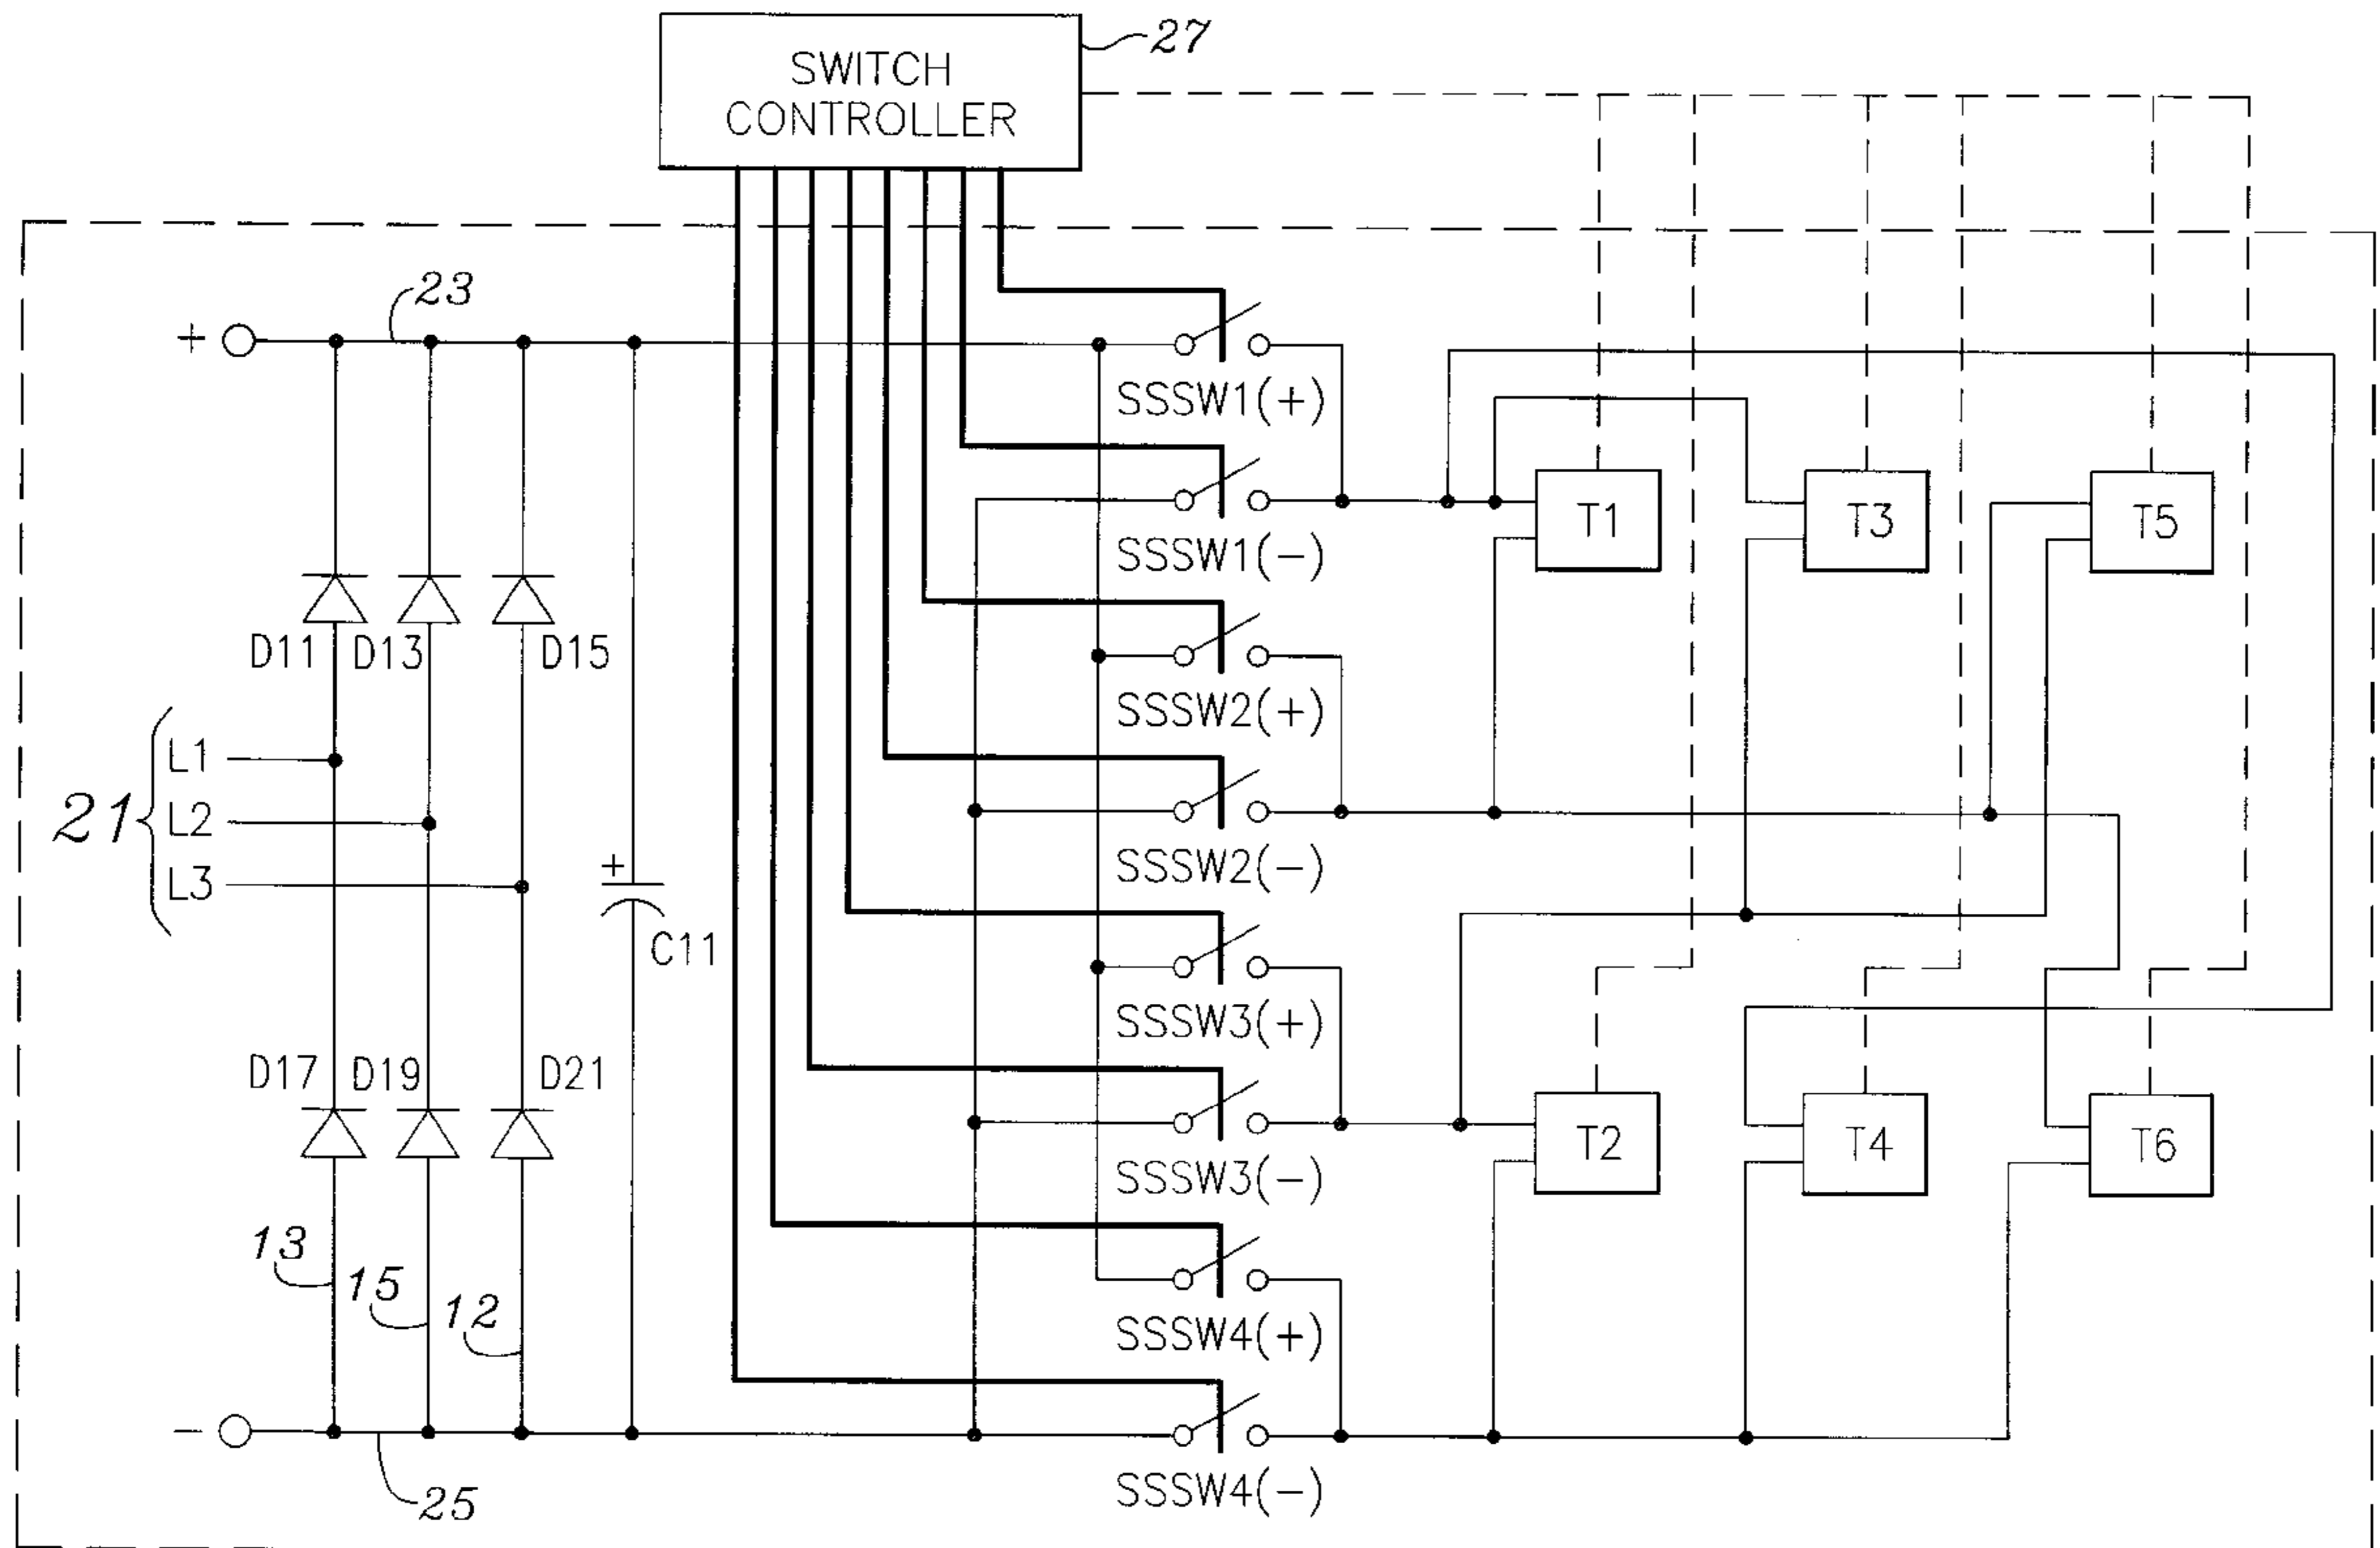 SWITCH
CONTROLLER
27
23
+
SSSW1(+)
SSSW1(−)
T1
T3
T5
D11
D13
D15
SSSW2(+)
21
L1
L2
L3
SSSW2(−)
+
C11
SSSW3(+)
D17
D19
D21
SSSW3(−)
T2
T4
T6
13
15
12
SSSW4(+)
−
25
SSSW4(−)